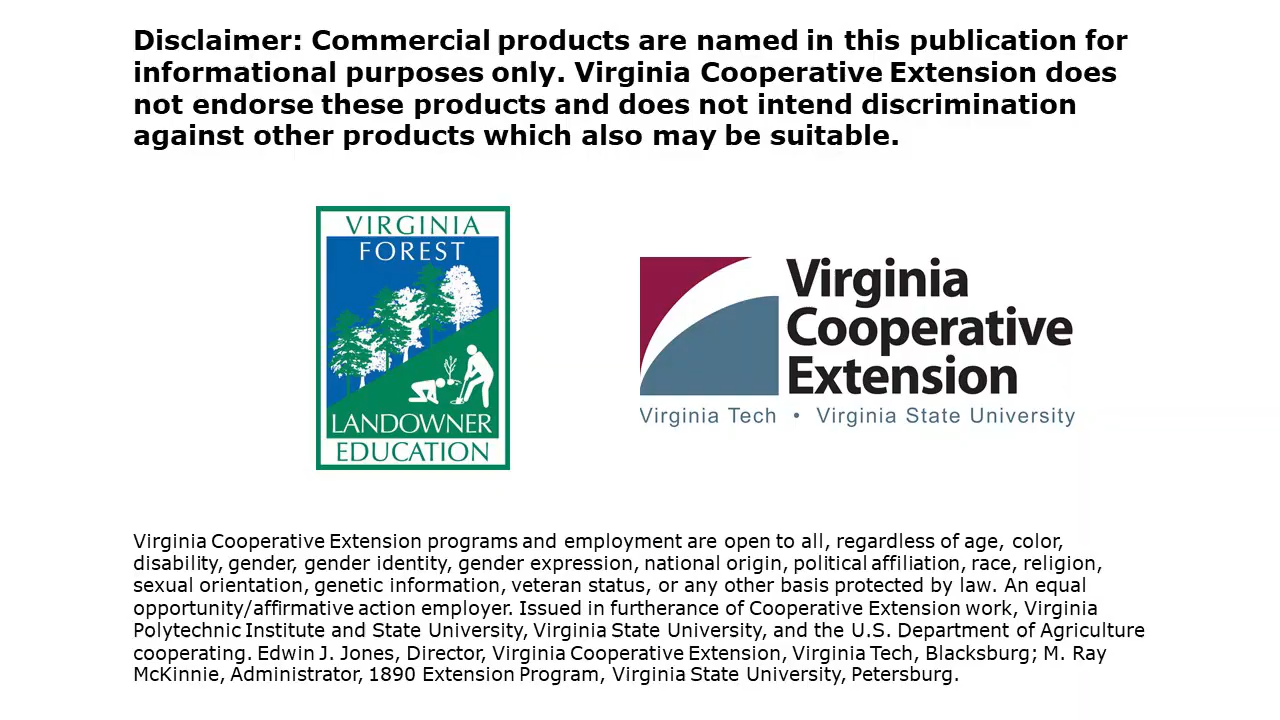 Disclaimer: Commercial products are named in this publication for
informational purposes only. Virginia Cooperative Extension does
not endorse these products and does not intend discrimination
against other products which also may be suitable.
VIRGINIA
FOREST
LANDOWNER
EDUCATION
Virginia
Cooperative
Extension
Virginia Tech • Virginia State University
Virginia Cooperative Extension programs and employment are open to all, regardless of age, color,
disability, gender, gender identity, gender expression, national origin, political affiliation, race, religion,
sexual orientation, genetic information, veteran status, or any other basis protected by law. An equal
opportunity/affirmative action employer. Issued in furtherance of Cooperative Extension work, Virginia
Polytechnic Institute and State University, Virginia State University, and the U.S. Department of Agriculture
cooperating. Edwin J. Jones, Director, Virginia Cooperative Extension, Virginia Tech, Blacksburg; M. Ray
McKinnie, Administrator, 1890 Extension Program, Virginia State University, Petersburg.